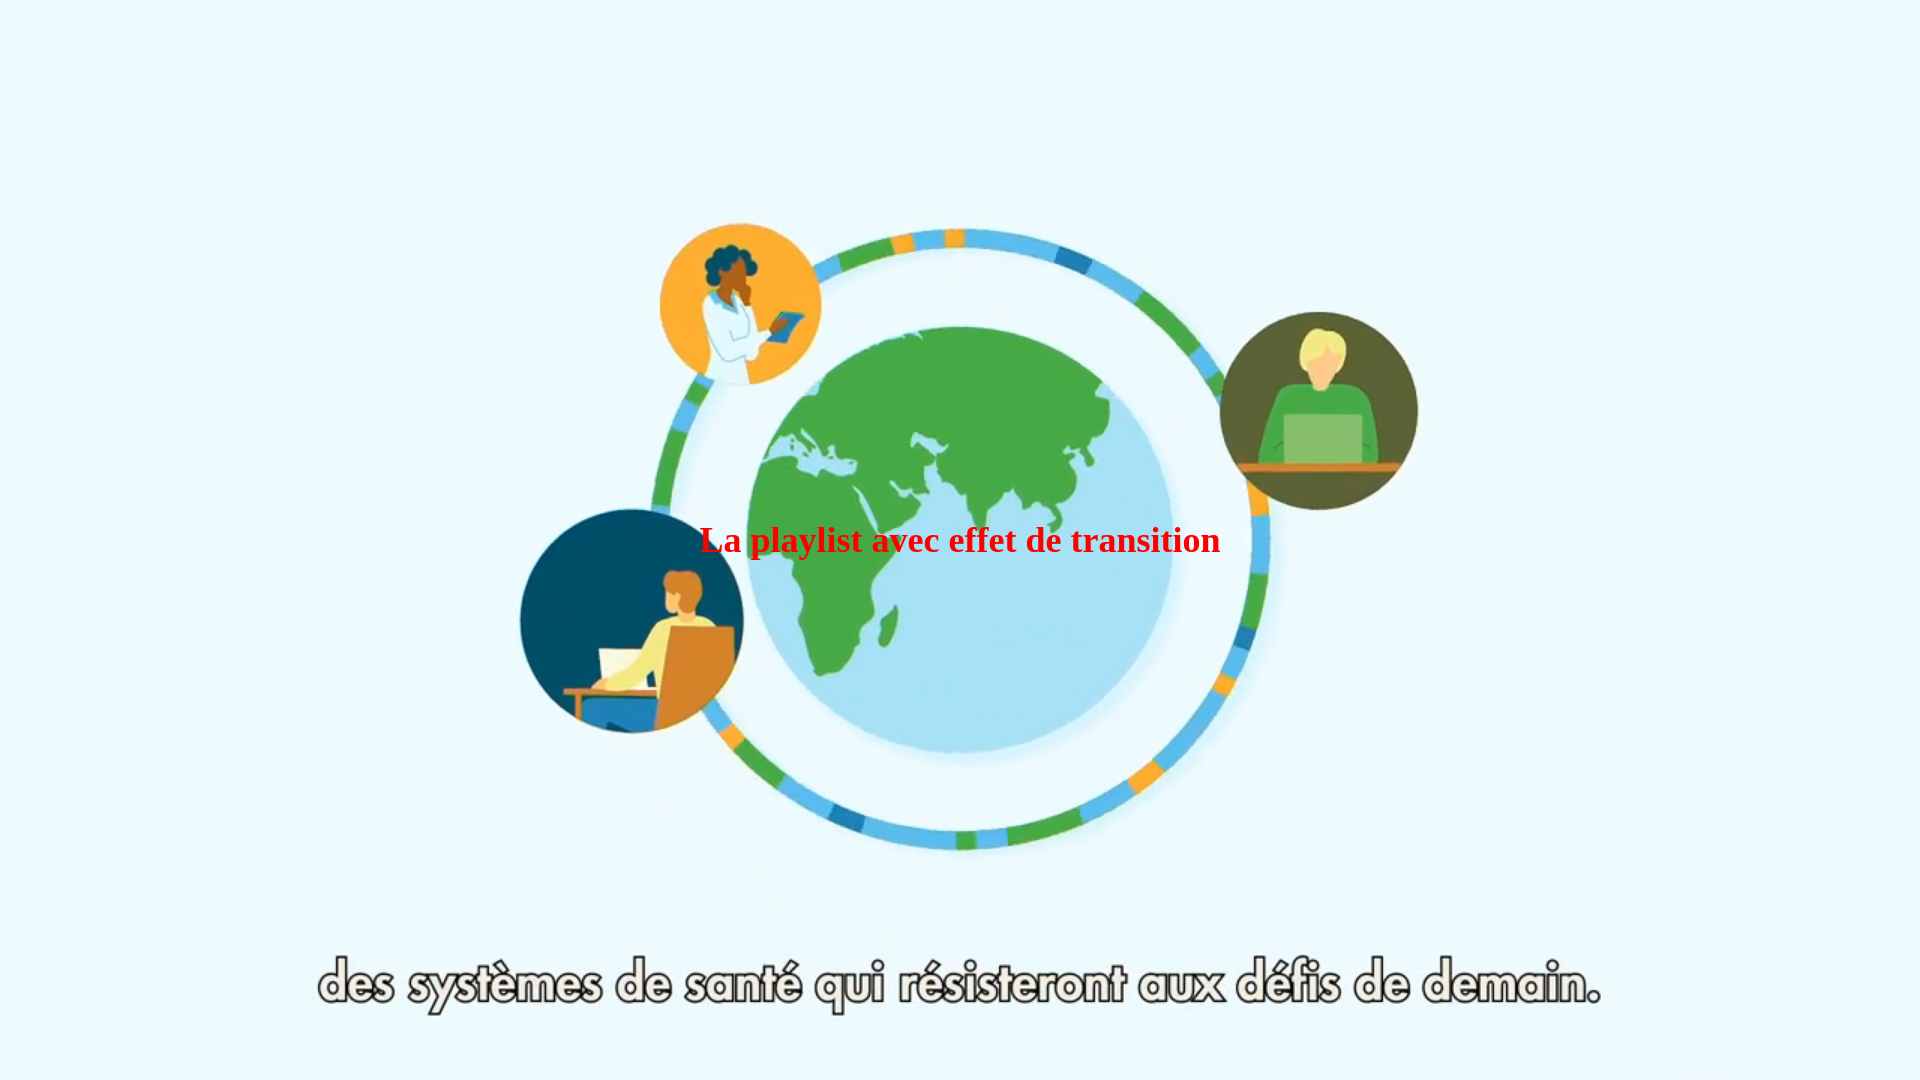 La playlist avec effet de transition
des systèmes de santé qui résisteront aux défis de demain.